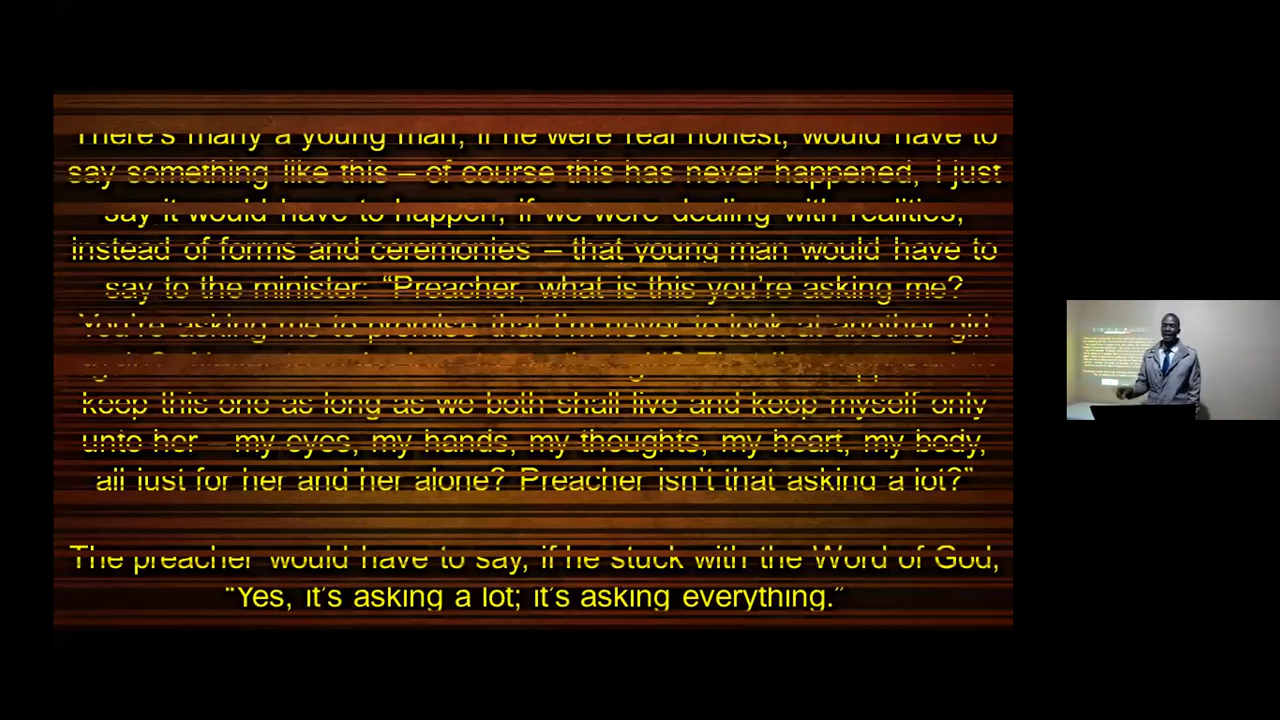 There's many a young man, if he were real honest, would have to
say something like this – of course this has never happened, I just
say it would have to happen, if we were dealing with realities,
instead of forms and ceremonies – that young man would have to
say to the minister: “Preacher, what is this you're asking me?
You're asking me to promise that I'm never to look at another girl
keep this one as long as we both shall live and keep myself only
unto her – my eyes, my hands, my thoughts, my heart, my body,
all just for her and her alone? Preacher isn't that asking a lot?”
The preacher would have to say, if he stuck with the Word of God,
“Yes, it's asking a lot; it's asking everything.”